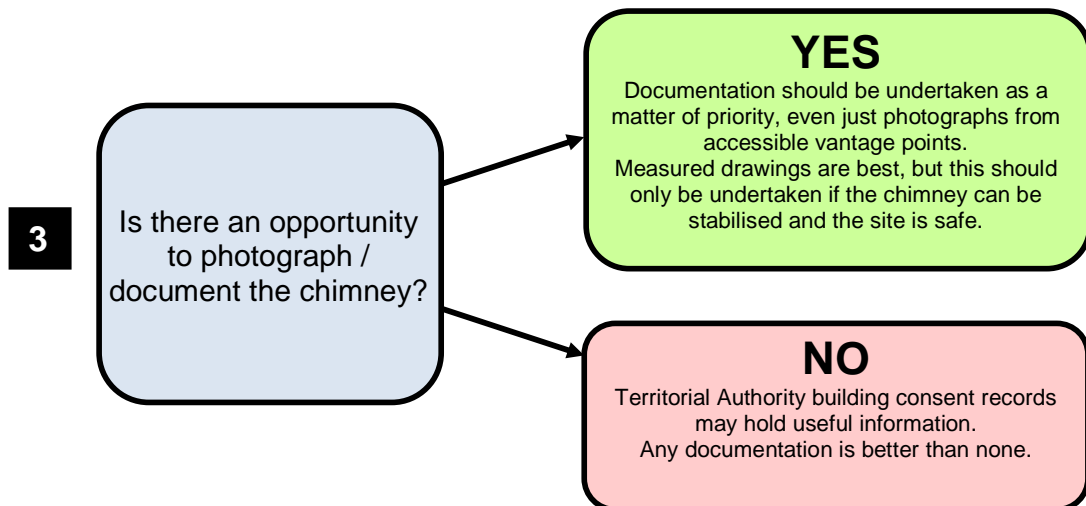 3
Is there an opportunity
to photograph /
document the chimney?
YES
Documentation should be undertaken as a
matter of priority, even just photographs from
accessible vantage points.
Measured drawings are best, but this should
only be undertaken if the chimney can be
stabilised and the site is safe.
NO
Territorial Authority building consent records
may hold useful information.
Any documentation is better than none.